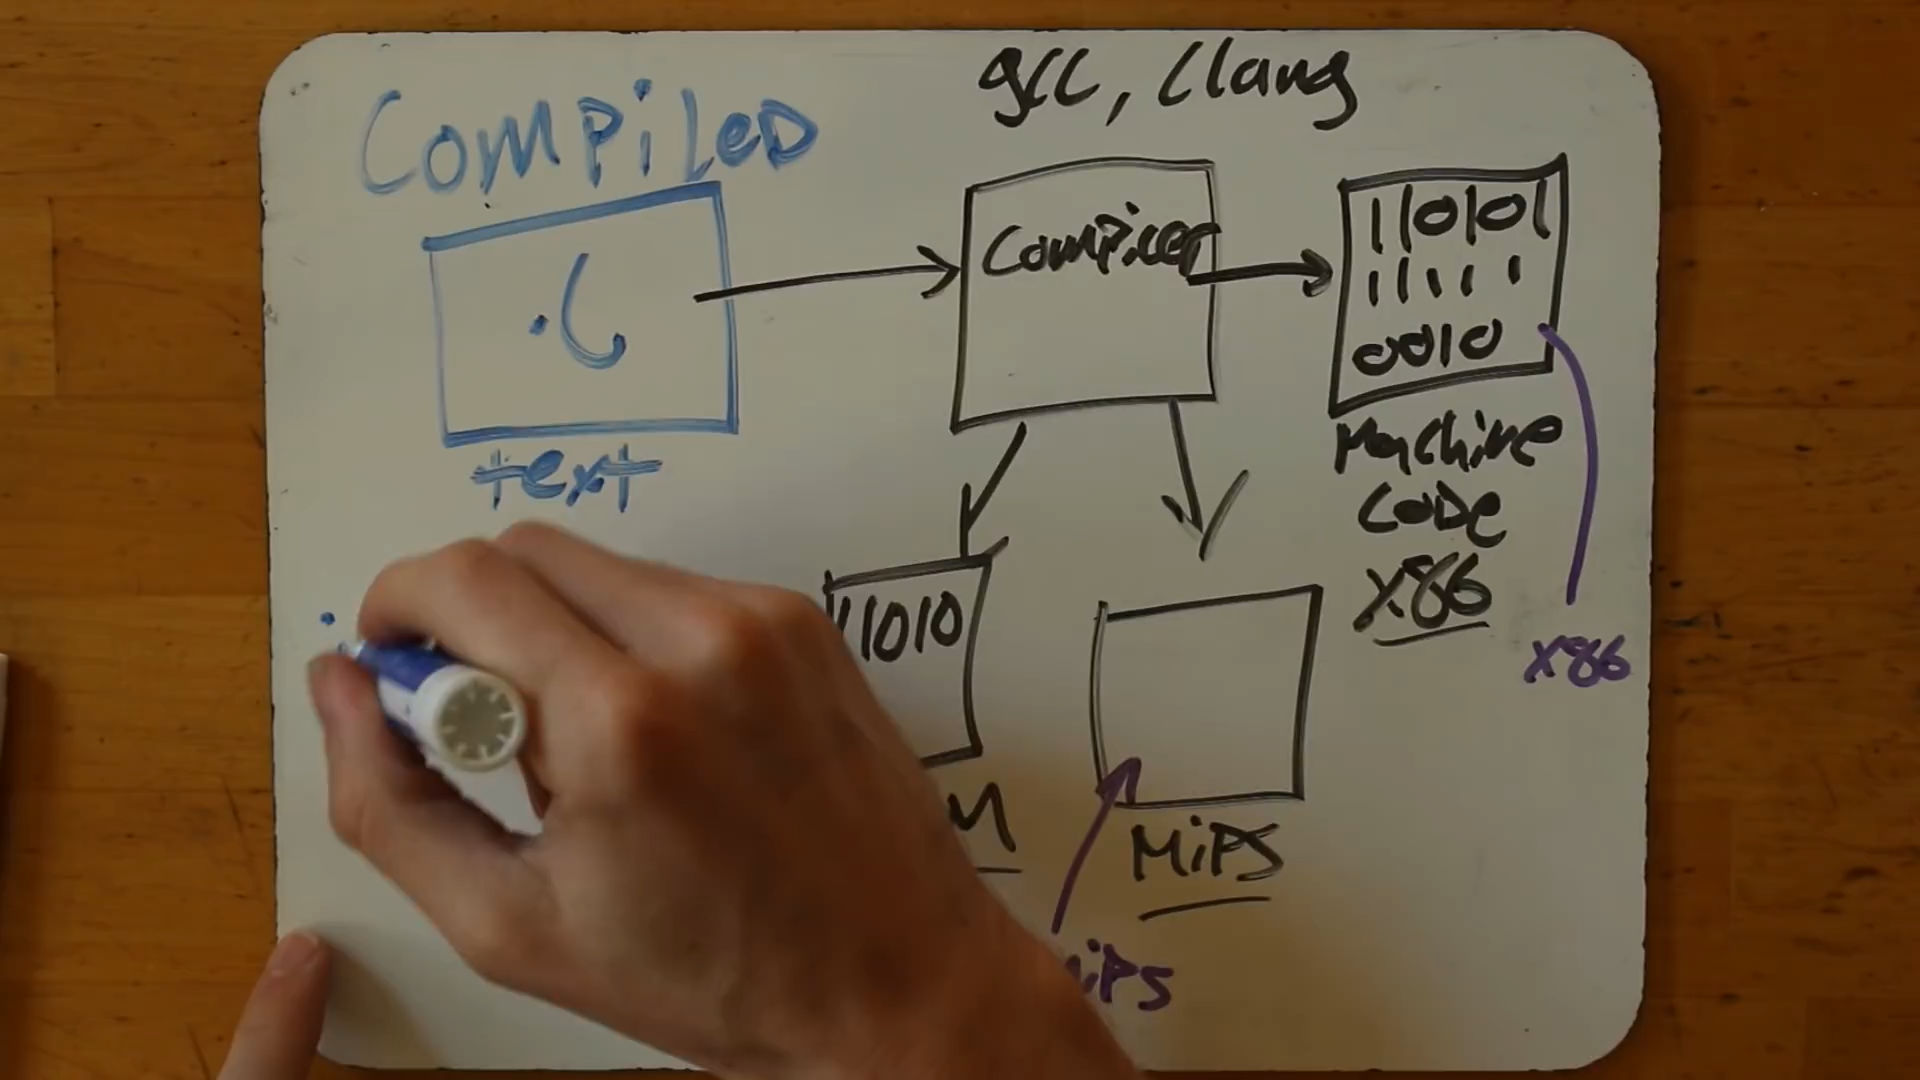 gcc, Clang
Compiled
.C
text
Compiler
110101
11111
0010
Machine
Code
x86
x86
11010
MiPS